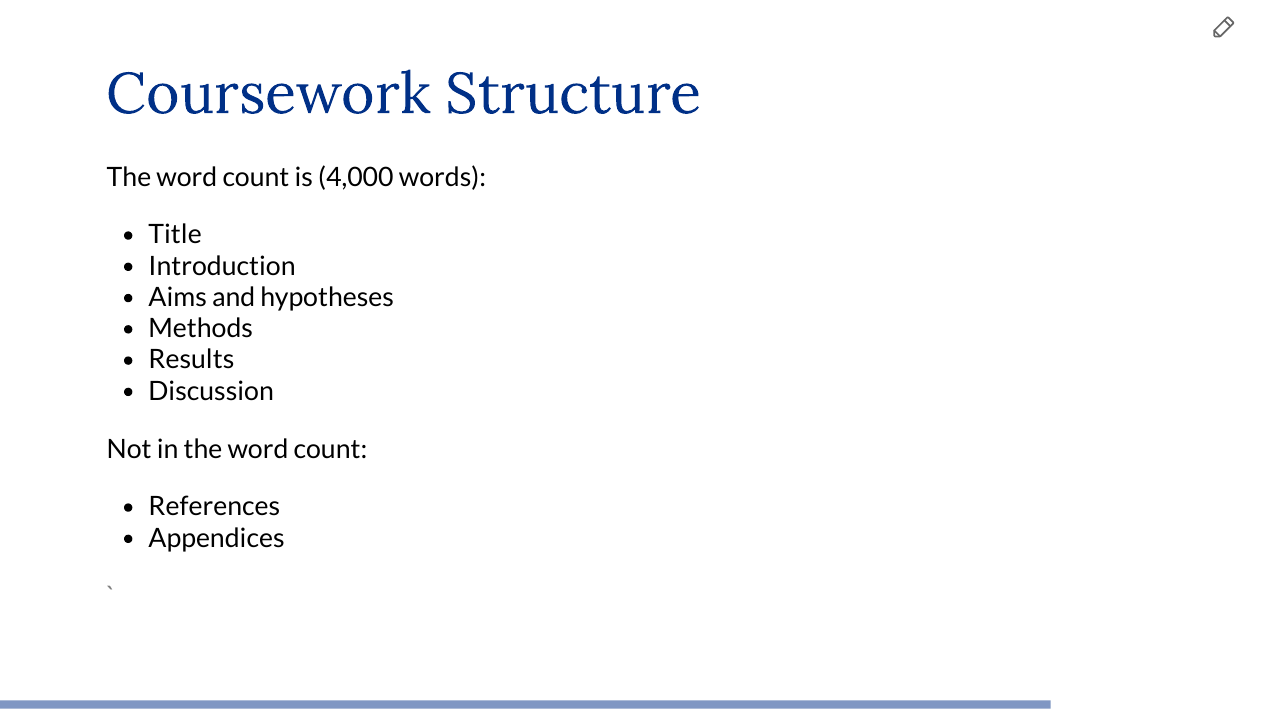 Coursework Structure
The word count is (4,000 words):
• Title
• Introduction
• Aims and hypotheses
• Methods
• Results
• Discussion
Not in the word count:
• References
• Appendices
`